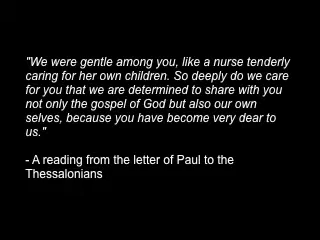 "We were gentle among you, like a nurse tenderly
caring for her own children. So deeply do we care
for you that we are determined to share with you
not only the gospel of God but also our own
selves, because you have become very dear to
us."
- A reading from the letter of Paul to the
Thessalonians